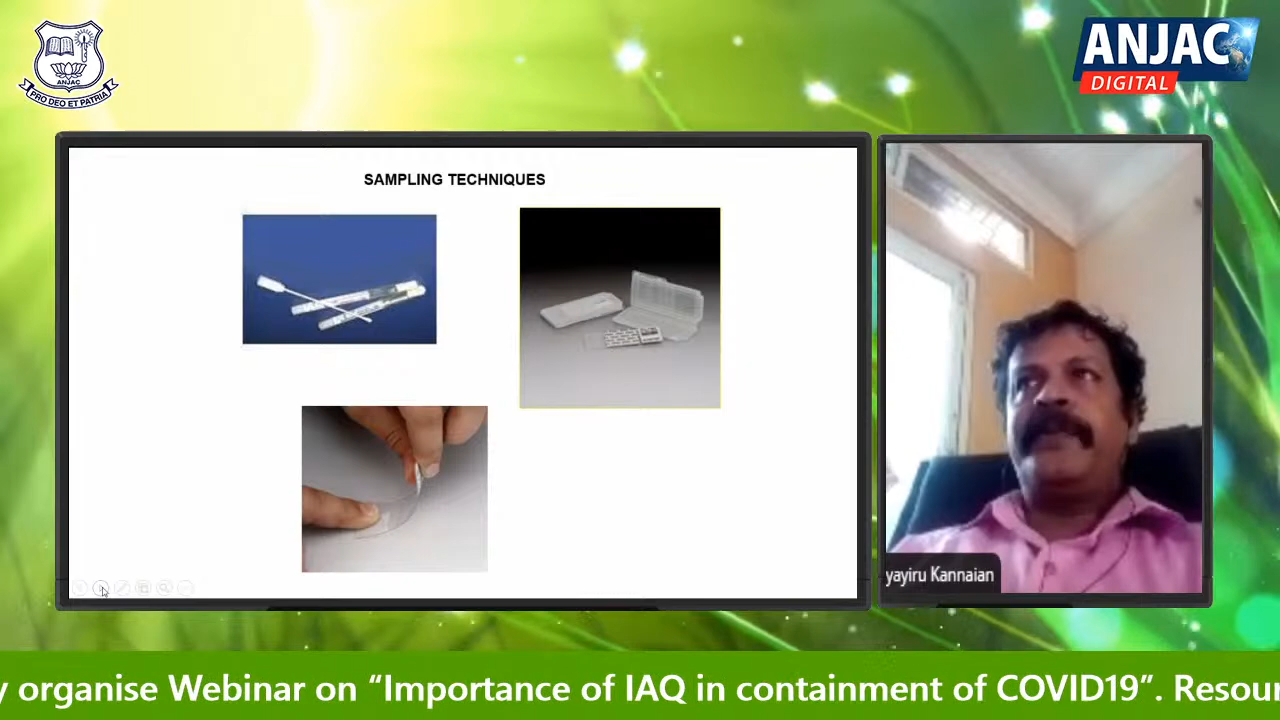 ANJAC
PRO DEO ET PATRIA
ANJAC
DIGITAL
SAMPLING TECHNIQUES
yayiru Kannaian
y organise Webinar on “Importance of IAQ in containment of COVID19”. Resour